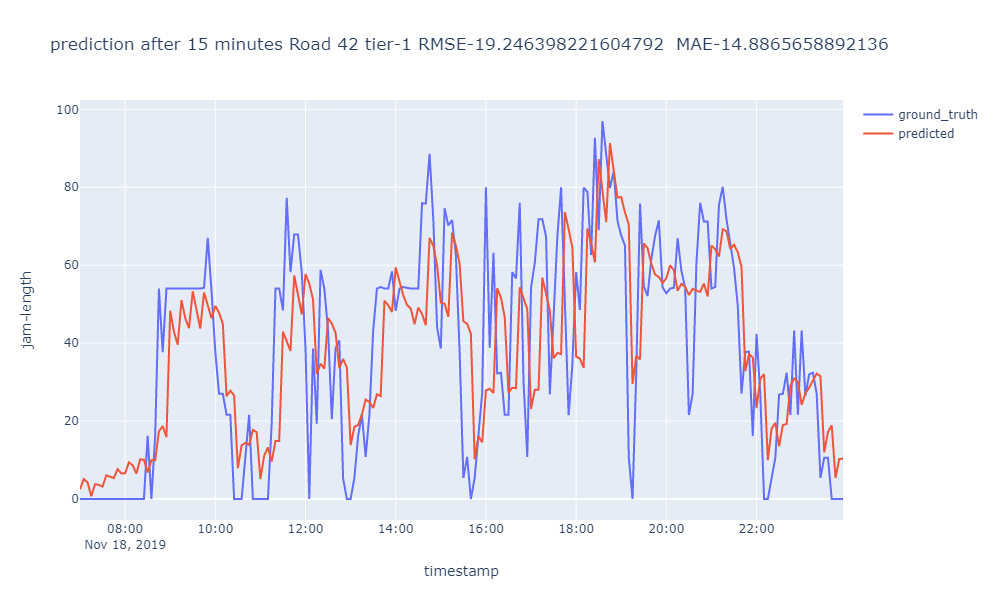 prediction after 15 minutes Road 42 tier-1 RMSE-19.246398221604792  MAE-14.8865658892136
ground_truth
predicted
100
80
60
40
20
0
jam-length
08:00 10:00 12:00 14:00 16:00 18:00 20:00 22:00
Nov 18, 2019
timestamp